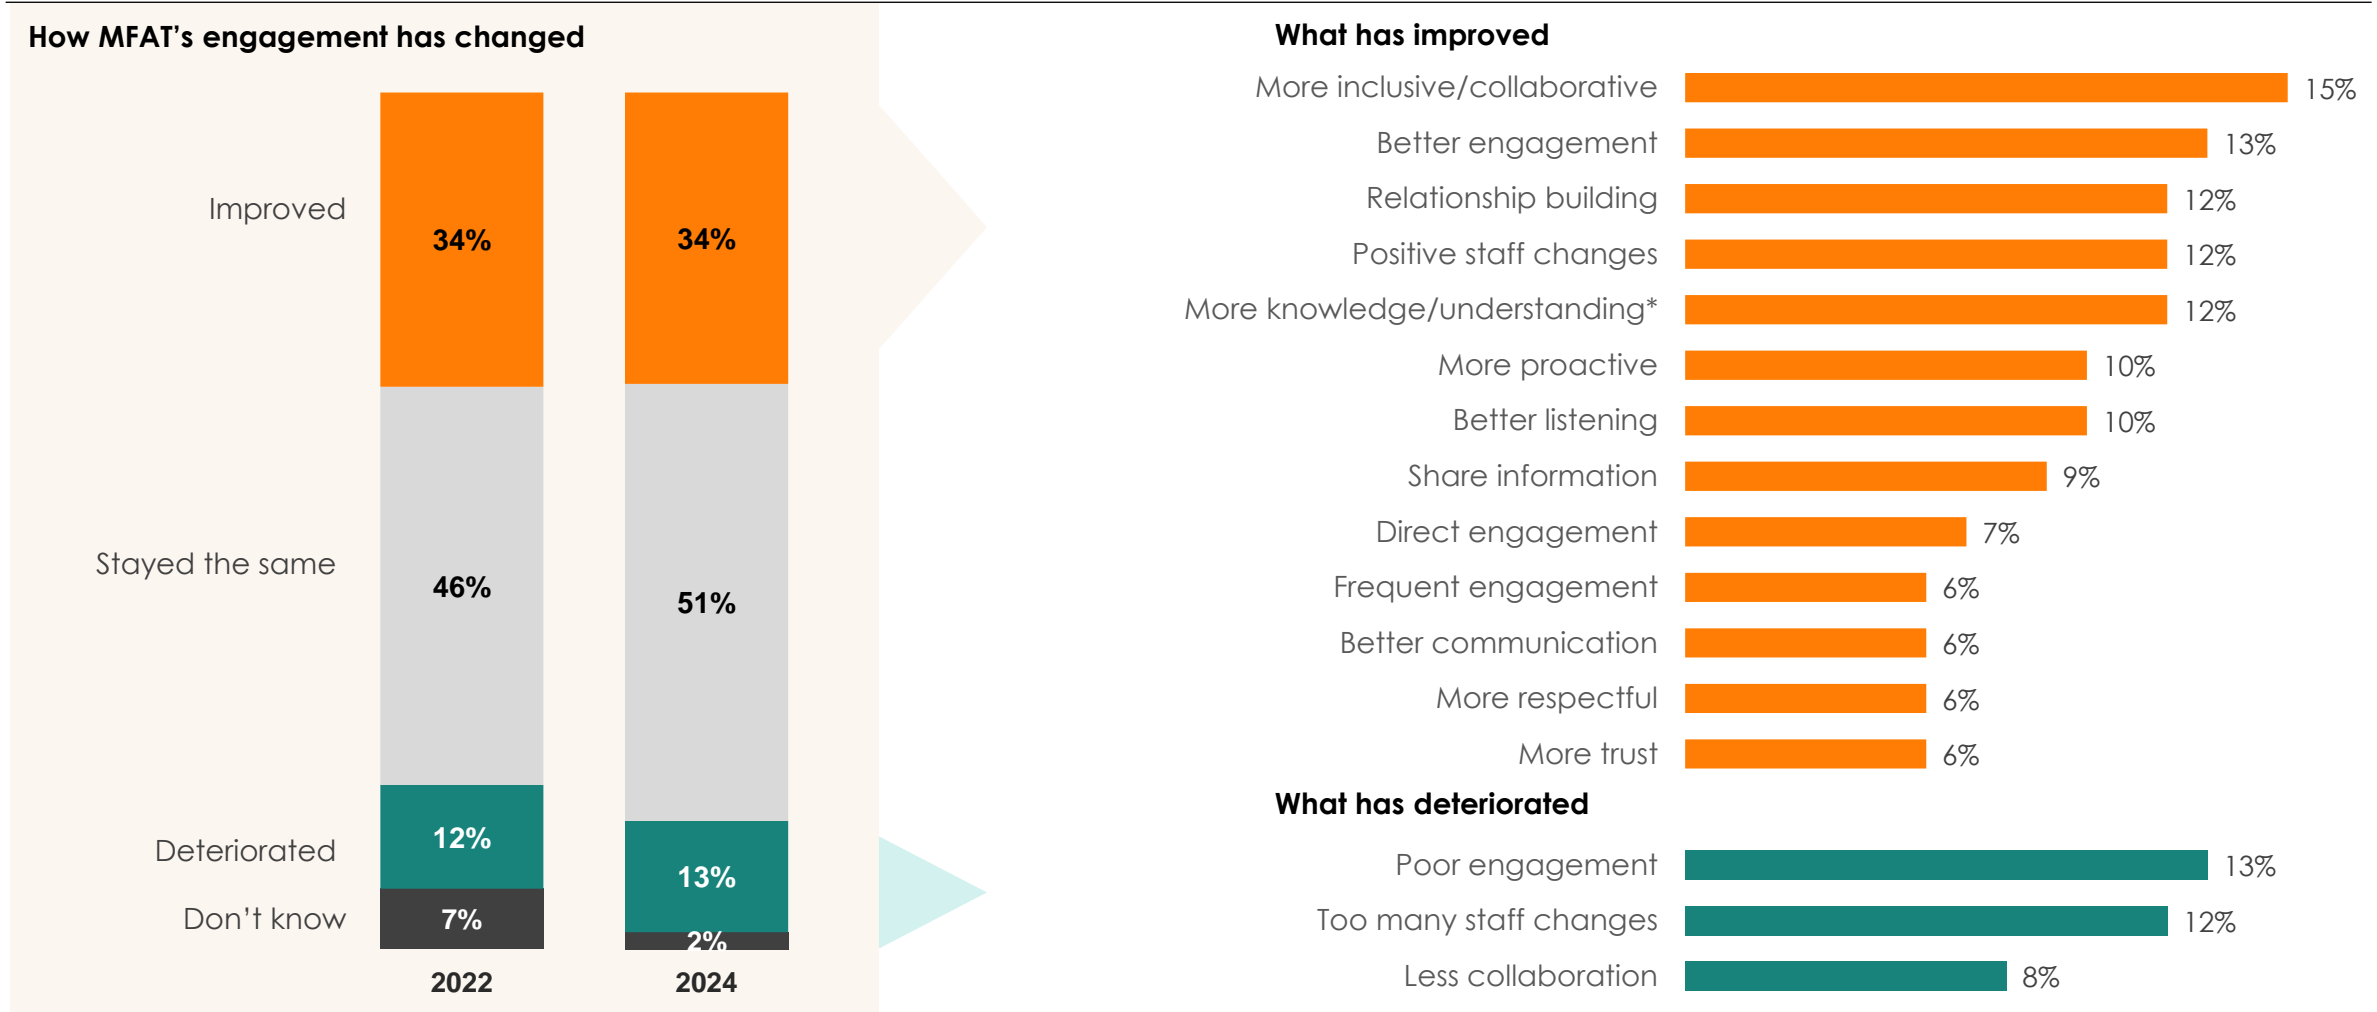 How MFAT's engagement has changed
Improved
34%
34%
Stayed the same
46%
51%
Deteriorated
12%
13%
Don't know
7%
2%
2022
2024
What has improved
More inclusive/collaborative 15%
Better engagement 13%
Relationship building 12%
Positive staff changes 12%
More knowledge/understanding* 12%
More proactive 10%
Better listening 10%
Share information 9%
Direct engagement 7%
Frequent engagement 6%
Better communication 6%
More respectful 6%
More trust 6%
What has deteriorated
Poor engagement 13%
Too many staff changes 12%
Less collaboration 8%